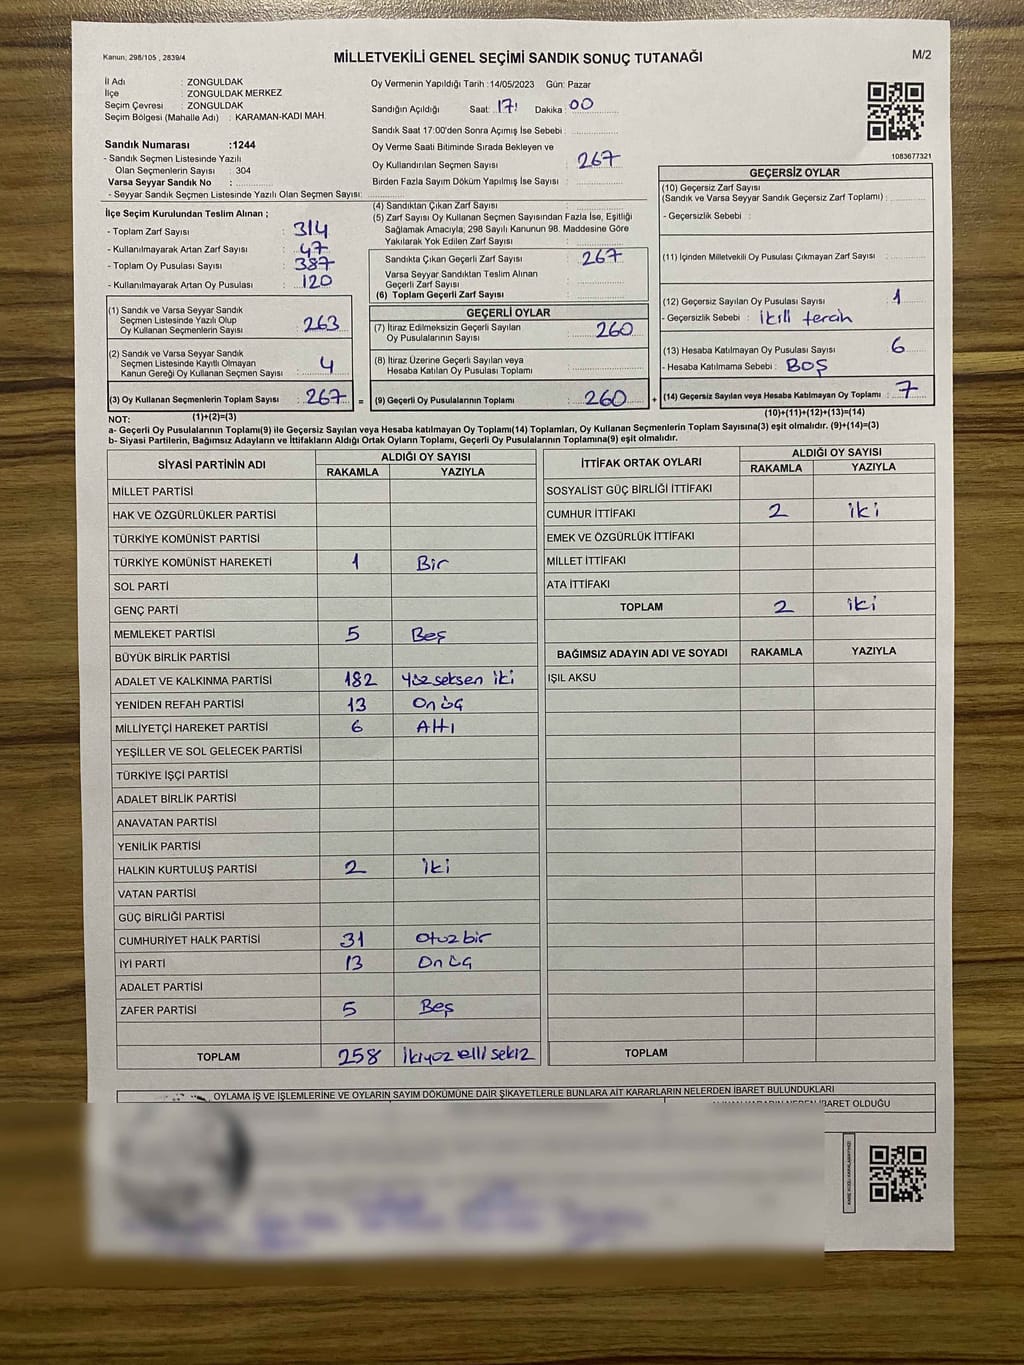 Kanun; 298/105 , 2839/4
MİLLETVEKİLİ GENEL SEÇİMİ SANDIK SONUÇ TUTANAĞI
M/2
İl Adı : ZONGULDAK
İlçe : ZONGULDAK MERKEZ
Seçim Çevresi : ZONGULDAK
Seçim Bölgesi (Mahalle Adı) : KARAMAN-KADI MAH.
Sandık Numarası :1244
- Sandık Seçmen Listesinde Yazılı
Olan Seçmenlerin Sayısı : 304
Varsa Seyyar Sandık No :
- Seyyar Sandık Seçmen Listesinde Yazılı Olan Seçmen Sayısı:
Oy Vermenin Yapıldığı Tarih :14/05/2023 Gün: Pazar
Sandığın Açıldığı Saat: 17: Dakika : 00
Sandık Saat 17:00'den Sonra Açımış İse Sebebi :
Oy Verme Saati Bitiminde Sırada Bekleyen ve
Oy Kullandırılan Seçmen Sayısı : 267
Birden Fazla Sayım Döküm Yapılmış İse Sayısı :
1083677321
İlçe Seçim Kurulundan Teslim Alınan ;
- Toplam Zarf Sayısı : 314
- Kullanılmayarak Artan Zarf Sayısı : 47
- Toplam Oy Pusulası Sayısı : 387
- Kullanılmayarak Artan Oy Pusulası : 120
(1) Sandık ve Varsa Seyyar Sandık
Seçmen Listesinde Yazılı Olup
Oy Kullanan Seçmenlerin Sayısı : 263
(2) Sandık ve Varsa Seyyar Sandık
Seçmen Listesinde Kayıtlı Olmayan
Kanun Gereği Oy Kullanan Seçmen Sayısı : 4
(3) Oy Kullanan Seçmenlerin Toplam Sayısı : 267 =
(1)+(2)=(3)
(4) Sandıktan Çıkan Zarf Sayısı :
(5) Zarf Sayısı Oy Kullanan Seçmen Sayısından Fazla İse, Eşitliği
Sağlamak Amacıyla; 298 Sayılı Kanunun 98. Maddesine Göre
Yakılarak Yok Edilen Zarf Sayısı :
Sandıkta Çıkan Geçerli Zarf Sayısı : 267
Varsa Seyyar Sandıktan Teslim Alınan
Geçerli Zarf Sayısı :
(6) Toplam Geçerli Zarf Sayısı :
GEÇERLİ OYLAR
(7) İtiraz Edilmeksizin Geçerli Sayılan
Oy Pusulalarının Sayısı : 260
(8) İtiraz Üzerine Geçerli Sayılan veya
Hesaba Katılan Oy Pusulası Toplamı :
(9) Geçerli Oy Pusulalarının Toplamı : 260 +
GEÇERSİZ OYLAR
(10) Geçersiz Zarf Sayısı
(Sandık ve Varsa Seyyar Sandık Geçersiz Zarf Toplamı) :
- Geçersizlik Sebebi :
(11) İçinden Milletvekili Oy Pusulası Çıkmayan Zarf Sayısı :
(12) Geçersiz Sayılan Oy Pusulası Sayısı : 1
- Geçersizlik Sebebi : ikili tercih
(13) Hesaba Katılmayan Oy Pusulası Sayısı : 6
- Hesaba Katılmama Sebebi : BOŞ
(14) Geçersiz Sayılan veya Hesaba Katılmayan Oy Toplamı : 7
(10)+(11)+(12)+(13)=(14)
NOT:
a- Geçerli Oy Pusulalarının Toplamı(9) ile Geçersiz Sayılan veya Hesaba Katılmayan Oy Toplamı(14) Toplamları, Oy Kullanan Seçmenlerin Toplam Sayısına(3) eşit olmalıdır. (9)+(14)=(3)
b- Siyasi Partilerin, Bağımsız Adayların ve İttifakların Aldığı Ortak Oyların Toplamı, Geçerli Oy Pusulalarının Toplamına(9) eşit olmalıdır.
SİYASİ PARTİNİN ADI ALDIĞI OY SAYISI
RAKAMLA YAZIYLA
MİLLET PARTİSİ
HAK VE ÖZGÜRLÜKLER PARTİSİ
TÜRKİYE KOMÜNİST PARTİSİ
TÜRKİYE KOMÜNİST HAREKETİ 1 Bir
SOL PARTİ
GENÇ PARTİ
MEMLEKET PARTİSİ 5 Beş
BÜYÜK BİRLİK PARTİSİ
ADALET VE KALKINMA PARTİSİ 182 yüz seksen iki
YENİDEN REFAH PARTİSİ 13 On üç
MİLLİYETÇİ HAREKET PARTİSİ 6 Altı
YEŞİLLER VE SOL GELECEK PARTİSİ
TÜRKİYE İŞÇİ PARTİSİ
ADALET BİRLİK PARTİSİ
ANAVATAN PARTİSİ
YENİLİK PARTİSİ
HALKIN KURTULUŞ PARTİSİ 2 iki
VATAN PARTİSİ
GÜÇ BİRLİĞİ PARTİSİ
CUMHURİYET HALK PARTİSİ 31 otuz bir
İYİ PARTİ 13 On üç
ADALET PARTİSİ
ZAFER PARTİSİ 5 Beş
TOPLAM 258 ikiyüz elli sekiz
İTTİFAK ORTAK OYLARI ALDIĞI OY SAYISI
RAKAMLA YAZIYLA
SOSYALİST GÜÇ BİRLİĞİ İTTİFAKI
CUMHUR İTTİFAKI 2 iki
EMEK VE ÖZGÜRLÜK İTTİFAKI
MİLLET İTTİFAKI
ATA İTTİFAKI
TOPLAM 2 iki
BAĞIMSIZ ADAYIN ADI VE SOYADI RAKAMLA YAZIYLA
IŞIL AKSU
TOPLAM
OYLAMA İŞ VE İŞLEMLERİNE VE OYLARIN SAYIM DÖKÜMÜNE DAİR ŞİKAYETLERLE BUNLARA AİT KARARLARIN NELERDEN İBARET BULUNDUKLARI
İBARET OLDUĞU